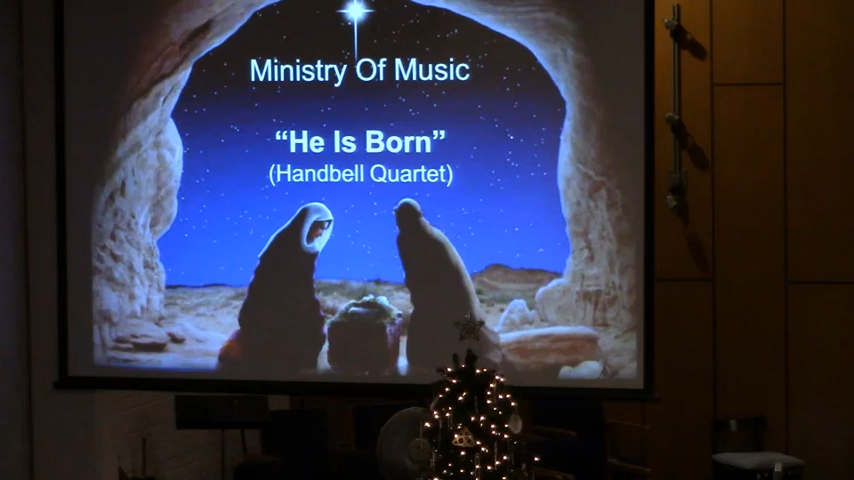 Ministry Of Music
“He Is Born”
(Handbell Quartet)